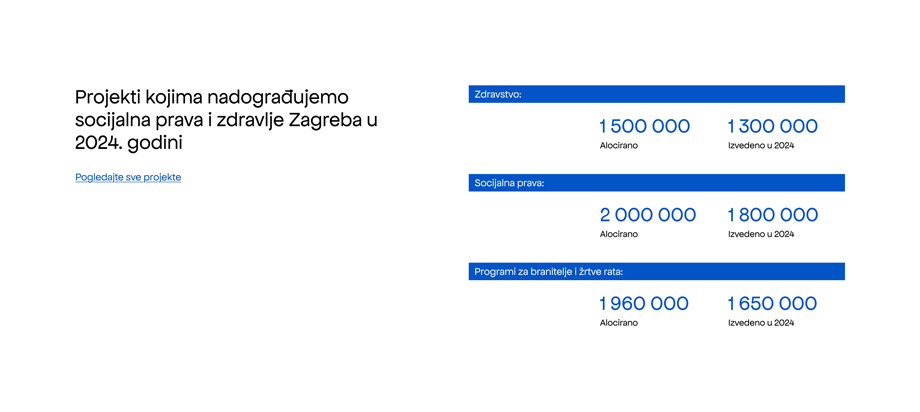 Projekti kojima nadograđujemo
socijalna prava i zdravlje Zagreba u
2024. godini
Pogledajte sve projekte
Zdravstvo:
1 500 000 1 300 000
Alocirano Izvedeno u 2024
Socijalna prava:
2 000 000 1 800 000
Alocirano Izvedeno u 2024
Programi za branitelje i žrtve rata:
1 960 000 1 650 000
Alocirano Izvedeno u 2024